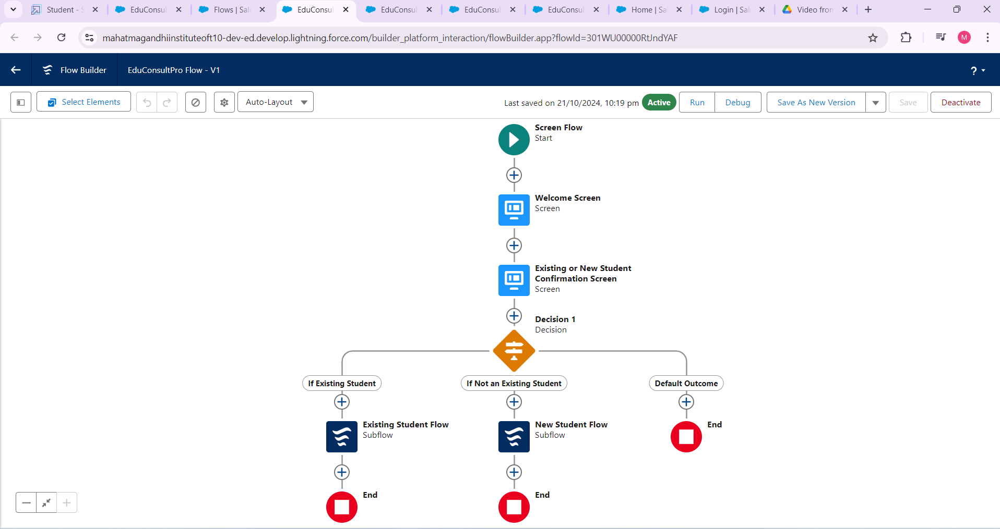 Student - S
EduConsul
Flows | Sal
EduConsul
EduConsul
EduConsul
EduConsul
Home | Sa
Login | Sal
Video fron
mahatmagandhiinstituteoft10-dev-ed.develop.lightning.force.com/builder_platform_interaction/flowBuilder.app?flowId=301WU00000RtJndYAF
M
Flow Builder
EduConsultPro Flow - V1
?
Select Elements
Auto-Layout
Last saved on 21/10/2024, 10:19 pm
Active
Run
Debug
Save As New Version
Save
Deactivate
Screen Flow
Start
Welcome Screen
Screen
Existing or New Student
Confirmation Screen
Screen
Decision 1
Decision
If Existing Student
If Not an Existing Student
Default Outcome
Existing Student Flow
Subflow
New Student Flow
Subflow
End
End
End